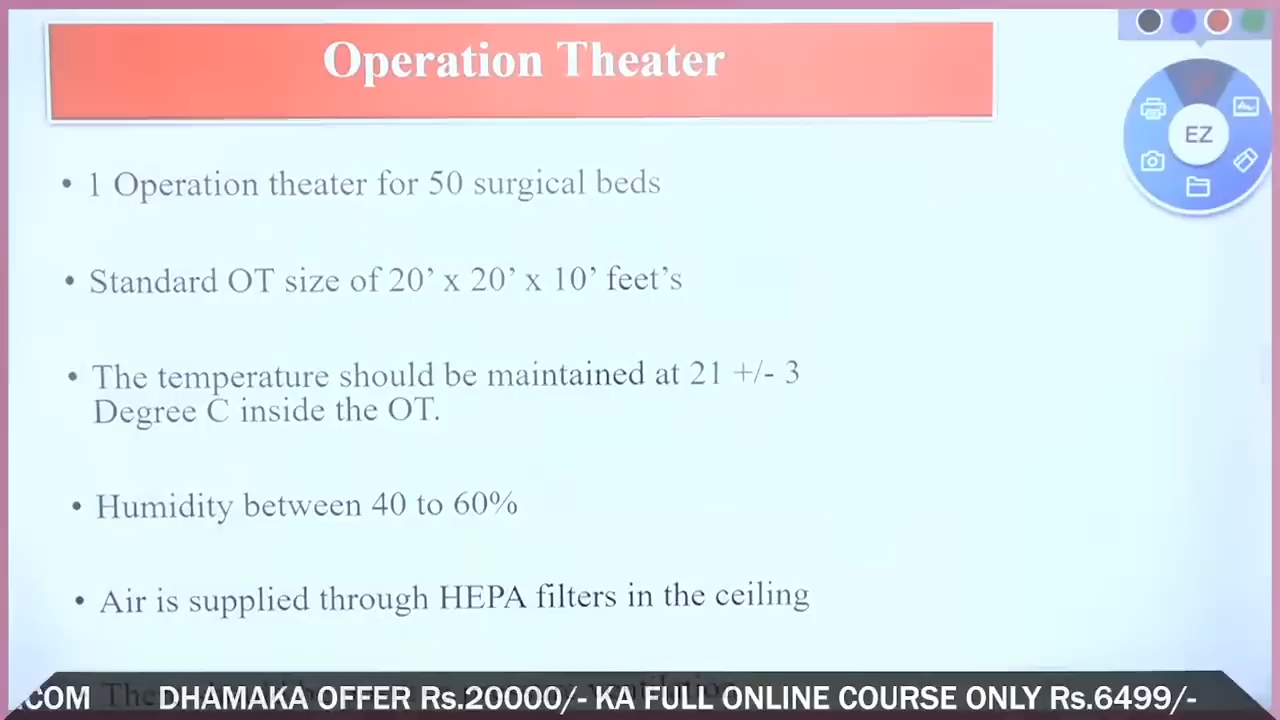 Operation Theater
EZ
• 1 Operation theater for 50 surgical beds
• Standard OT size of 20’ x 20’ x 10’ feet’s
• The temperature should be maintained at 21 +/- 3
Degree C inside the OT.
• Humidity between 40 to 60%
• Air is supplied through HEPA filters in the ceiling
.COM DHAMAKA OFFER Rs.20000/- KA FULL ONLINE COURSE ONLY Rs.6499/-